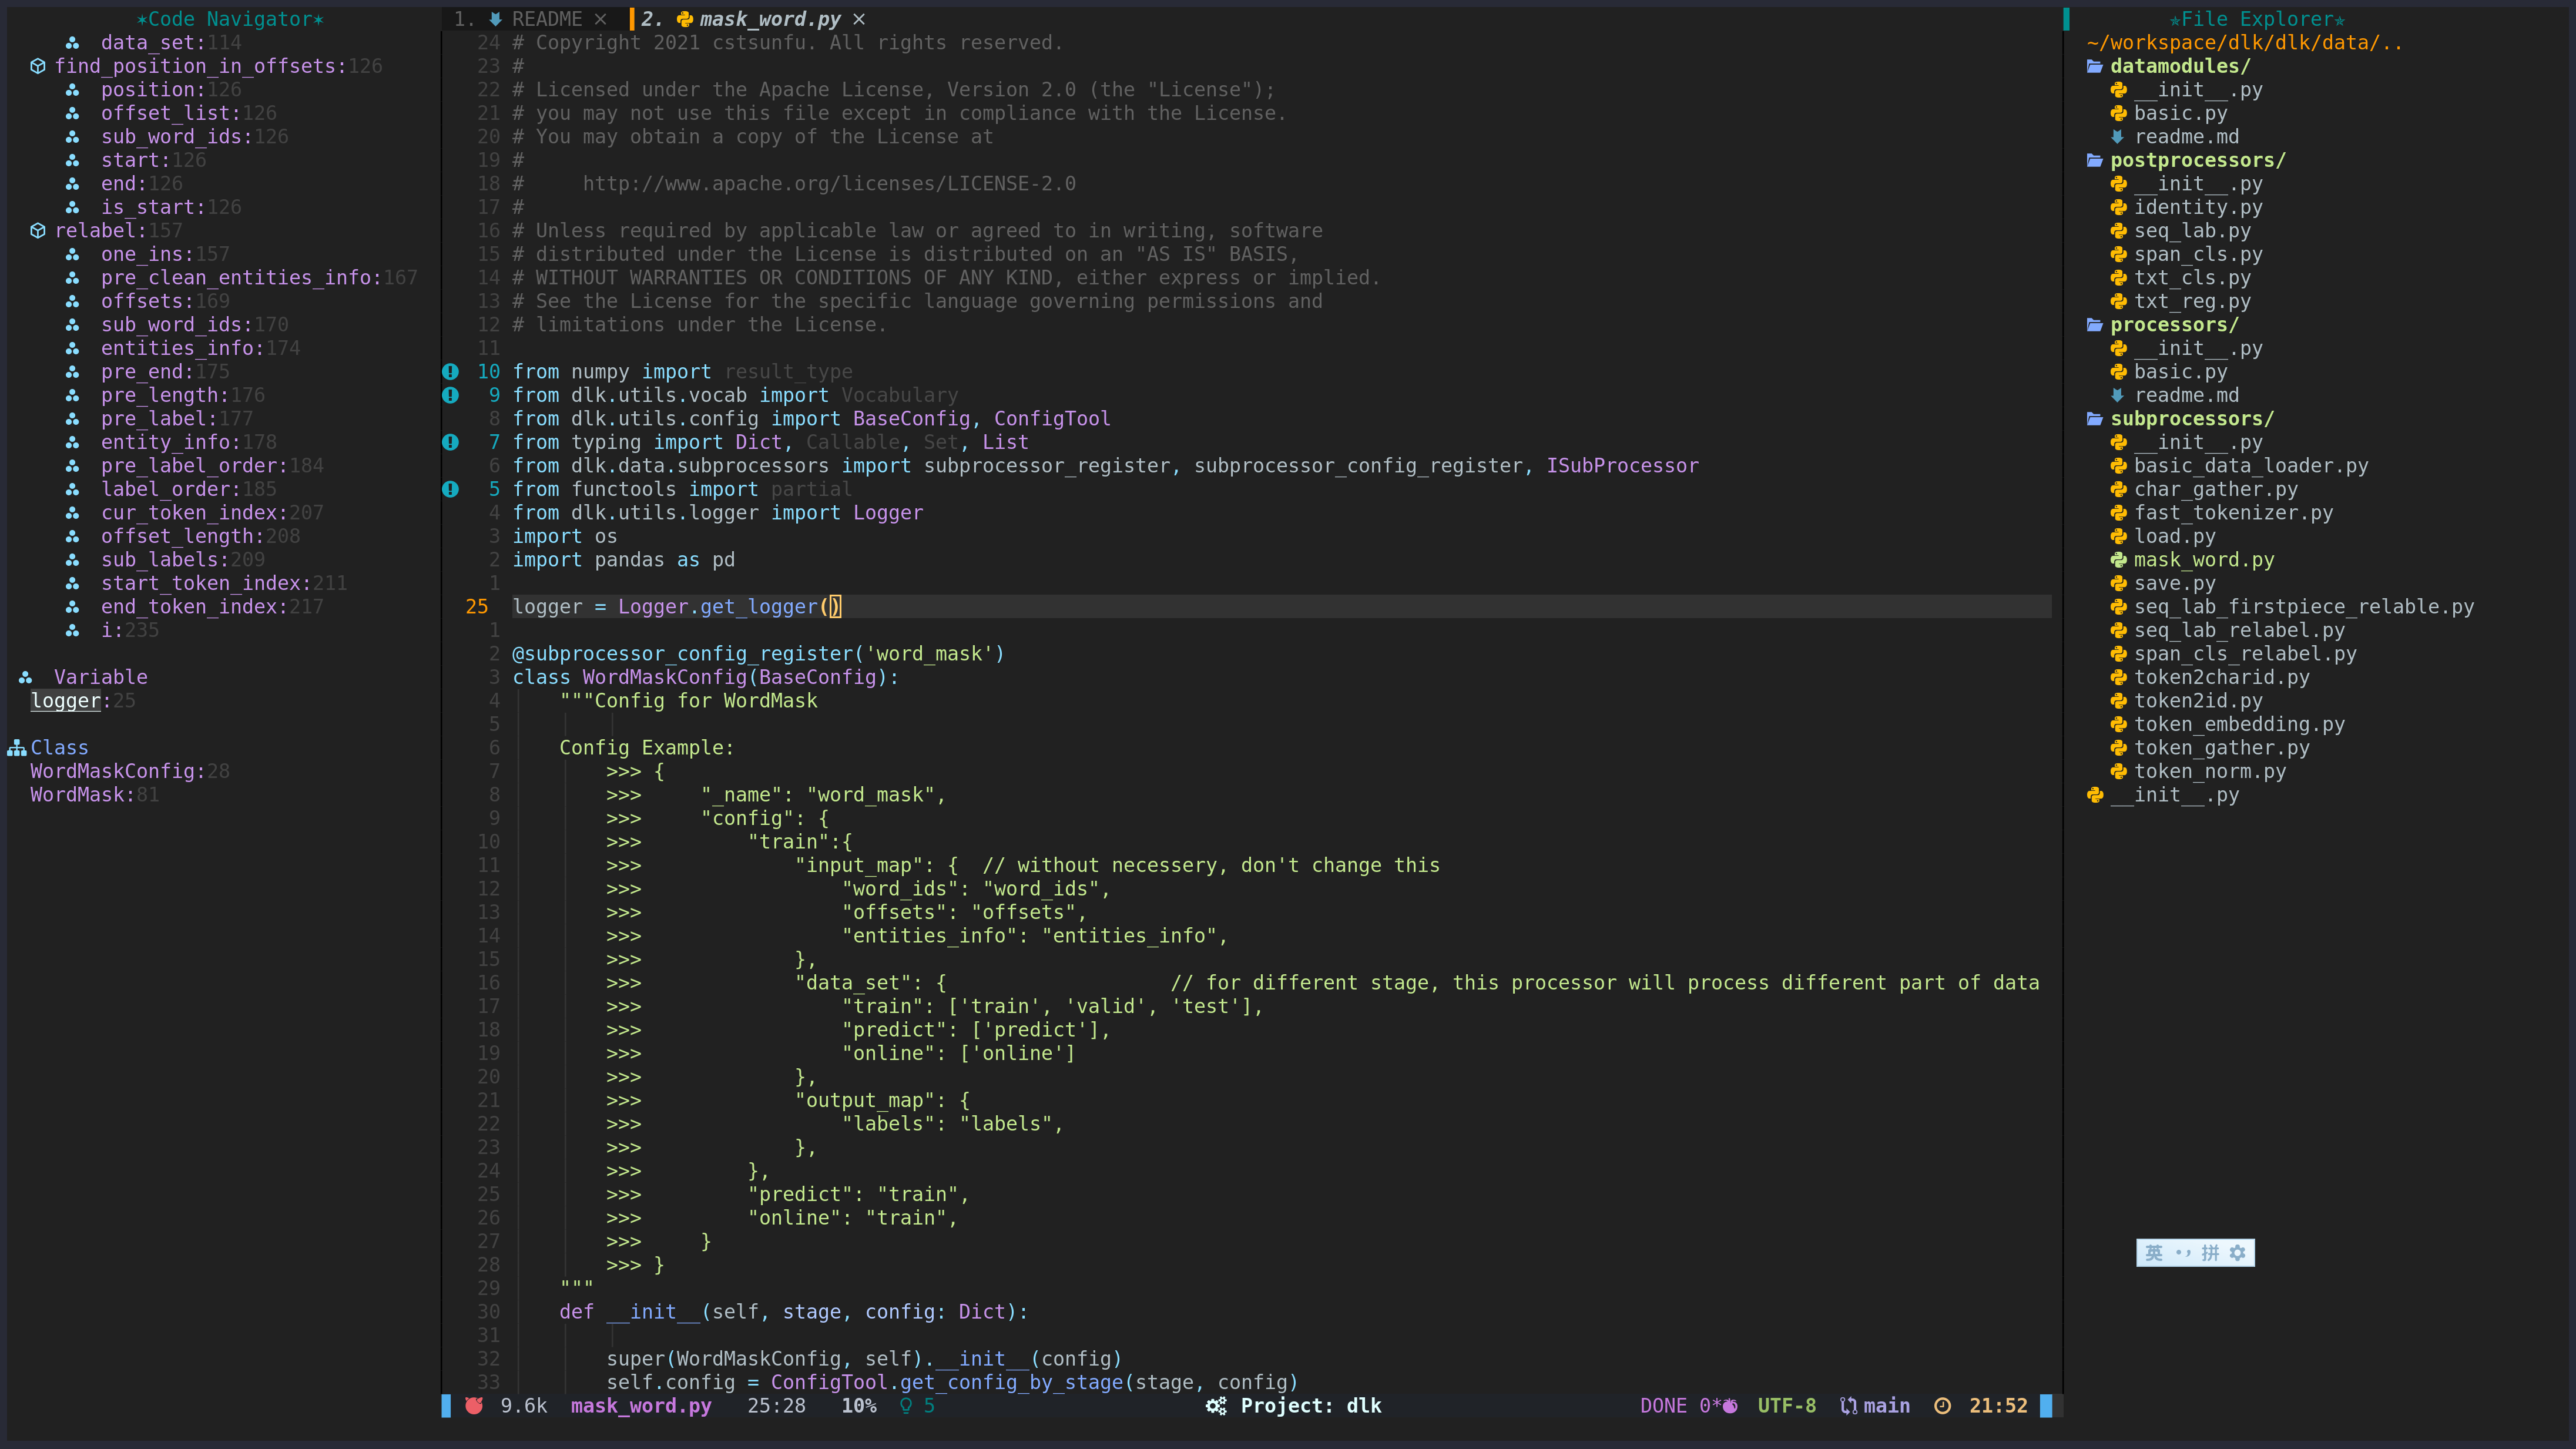 ✶Code Navigator✶
data_set:114
find_position_in_offsets:126
position:126
offset_list:126
sub_word_ids:126
start:126
end:126
is_start:126
relabel:157
one_ins:157
pre_clean_entities_info:167
offsets:169
sub_word_ids:170
entities_info:174
pre_end:175
pre_length:176
pre_label:177
entity_info:178
pre_label_order:184
label_order:185
cur_token_index:207
offset_length:208
sub_labels:209
start_token_index:211
end_token_index:217
i:235
Variable
logger:25
Class
WordMaskConfig:28
WordMask:81
1. README × 2. mask_word.py ×
24 # Copyright 2021 cstsunfu. All rights reserved.
23 #
22 # Licensed under the Apache License, Version 2.0 (the "License");
21 # you may not use this file except in compliance with the License.
20 # You may obtain a copy of the License at
19 #
18 #     http://www.apache.org/licenses/LICENSE-2.0
17 #
16 # Unless required by applicable law or agreed to in writing, software
15 # distributed under the License is distributed on an "AS IS" BASIS,
14 # WITHOUT WARRANTIES OR CONDITIONS OF ANY KIND, either express or implied.
13 # See the License for the specific language governing permissions and
12 # limitations under the License.
11
10 from numpy import result_type
9 from dlk.utils.vocab import Vocabulary
8 from dlk.utils.config import BaseConfig, ConfigTool
7 from typing import Dict, Callable, Set, List
6 from dlk.data.subprocessors import subprocessor_register, subprocessor_config_register, ISubProcessor
5 from functools import partial
4 from dlk.utils.logger import Logger
3 import os
2 import pandas as pd
1
25 logger = Logger.get_logger()
1
2 @subprocessor_config_register('word_mask')
3 class WordMaskConfig(BaseConfig):
4     """Config for WordMask
5
6     Config Example:
7         >>> {
8         >>>     "_name": "word_mask",
9         >>>     "config": {
10         >>>         "train":{
11         >>>             "input_map": {  // without necessery, don't change this
12         >>>                 "word_ids": "word_ids",
13         >>>                 "offsets": "offsets",
14         >>>                 "entities_info": "entities_info",
15         >>>             },
16         >>>             "data_set": {                   // for different stage, this processor will process different part of data
17         >>>                 "train": ['train', 'valid', 'test'],
18         >>>                 "predict": ['predict'],
19         >>>                 "online": ['online']
20         >>>             },
21         >>>             "output_map": {
22         >>>                 "labels": "labels",
23         >>>             },
24         >>>         },
25         >>>         "predict": "train",
26         >>>         "online": "train",
27         >>>     }
28         >>> }
29     """
30     def __init__(self, stage, config: Dict):
31
32         super(WordMaskConfig, self).__init__(config)
33         self.config = ConfigTool.get_config_by_stage(stage, config)
9.6k mask_word.py 25:28 10% 5 Project: dlk DONE 0* UTF-8 main 21:52
✭File Explorer✭
~/workspace/dlk/dlk/data/..
datamodules/
__init__.py
basic.py
readme.md
postprocessors/
__init__.py
identity.py
seq_lab.py
span_cls.py
txt_cls.py
txt_reg.py
processors/
__init__.py
basic.py
readme.md
subprocessors/
__init__.py
basic_data_loader.py
char_gather.py
fast_tokenizer.py
load.py
mask_word.py
save.py
seq_lab_firstpiece_relable.py
seq_lab_relabel.py
span_cls_relabel.py
token2charid.py
token2id.py
token_embedding.py
token_gather.py
token_norm.py
__init__.py
英 ·, 拼